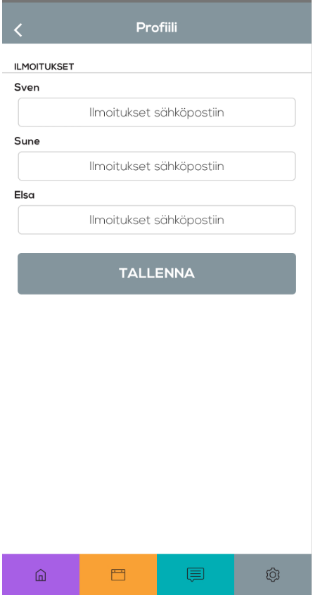 Profiili
ILMOITUKSET
Sven
Ilmoitukset sähköpostiin
Sune
Ilmoitukset sähköpostiin
Elsa
Ilmoitukset sähköpostiin
TALLENNA